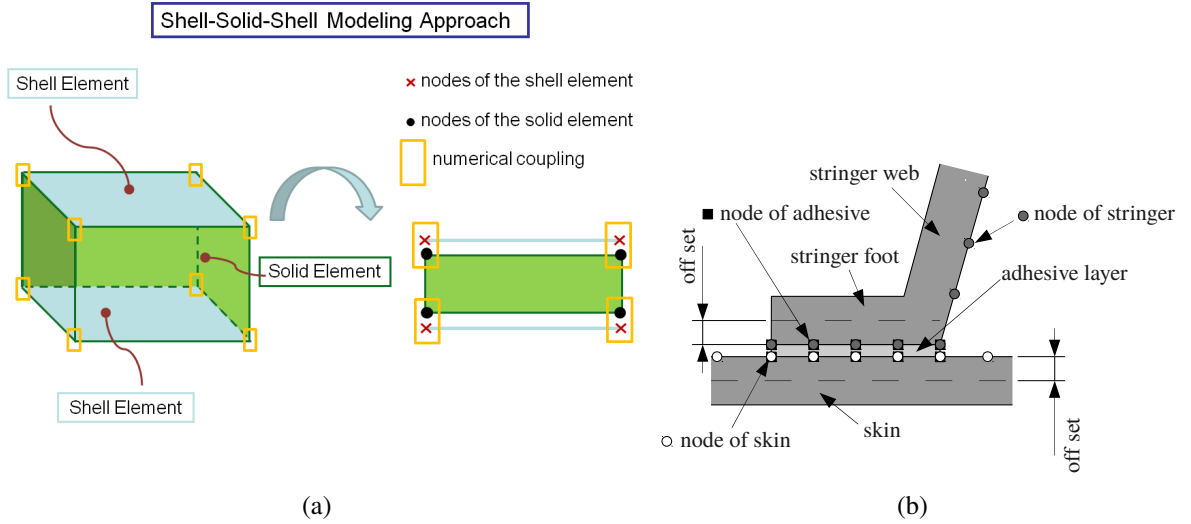 Shell-Solid-Shell Modeling Approach
Shell Element
nodes of the shell element
nodes of the solid element
numerical coupling
Solid Element
Shell Element
(a)
stringer web
node of adhesive
node of stringer
off set
stringer foot
adhesive layer
node of skin
skin
off set
(b)